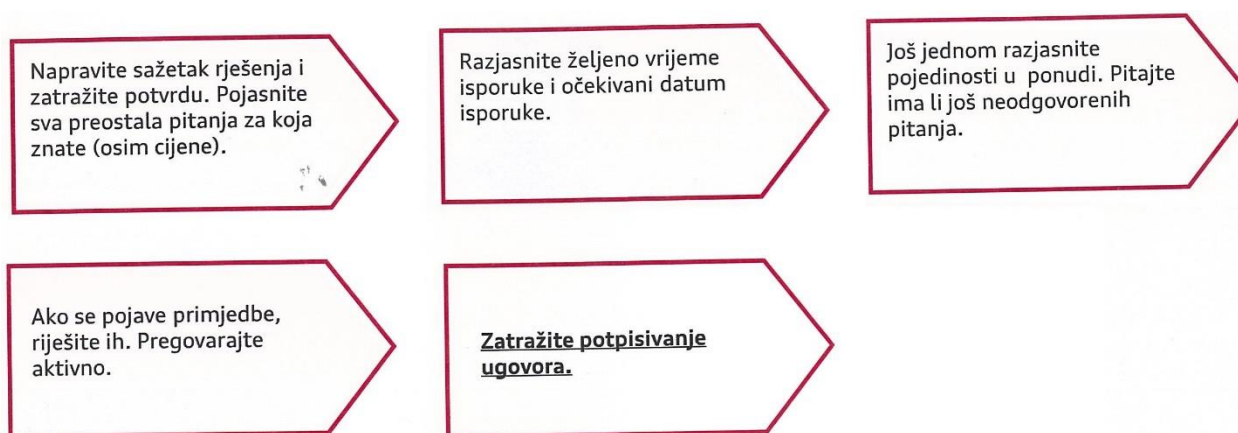 Napravite sažetak rješenja i
zatražite potvrdu. Pojasnite
sva preostala pitanja za koja
znate (osim cijene).
Razjasnite željeno vrijeme
isporuke i očekivani datum
isporuke.
Još jednom razjasnite
pojedinosti u ponudi. Pitajte
ima li još neodgovorenih
pitanja.
Ako se pojave primjedbe,
riješite ih. Pregovarajte
aktivno.
Zatražite potpisivanje
ugovora.